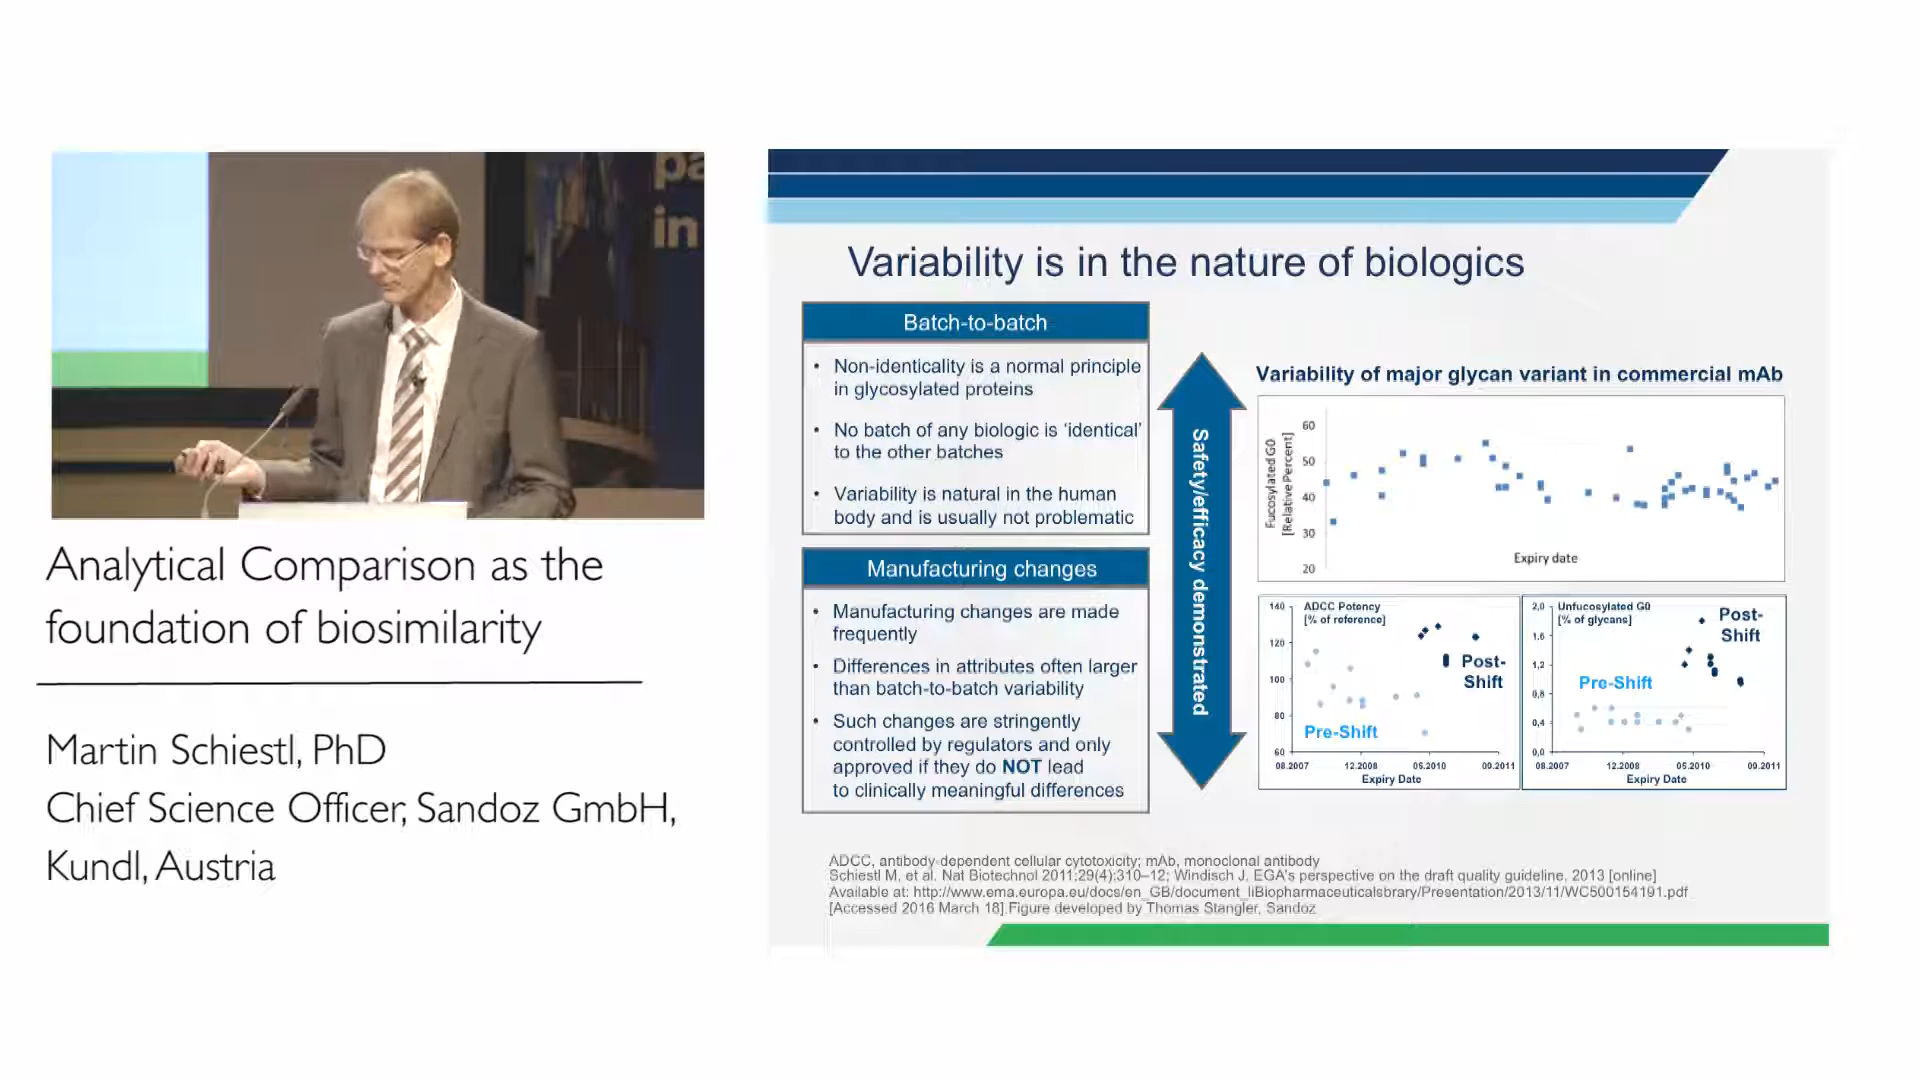 pa
in
Analytical Comparison as the
foundation of biosimilarity
Martin Schiestl, PhD
Chief Science Officer, Sandoz GmbH,
Kundl, Austria
Variability is in the nature of biologics
Batch-to-batch
• Non-identicality is a normal principle
in glycosylated proteins
• No batch of any biologic is ‘identical’
to the other batches
• Variability is natural in the human
body and is usually not problematic
Manufacturing changes
• Manufacturing changes are made
frequently
• Differences in attributes often larger
than batch-to-batch variability
• Such changes are stringently
controlled by regulators and only
approved if they do NOT lead
to clinically meaningful differences
Safety/efficacy demonstrated
Variability of major glycan variant in commercial mAb
Fucosylated G0
[Relative Percent]
60
50
40
30
20
Expiry date
ADCC Potency
[% of reference]
140
120
100
80
60
Post-
Shift
Pre-Shift
08.2007 12.2008 05.2010 09.2011
Expiry Date
Unfucosylated G0
[% of glycans]
2,0
1,6
1,2
0,8
0,4
0,0
Post-
Shift
Pre-Shift
08.2007 12.2008 05.2010 09.2011
Expiry Date
ADCC, antibody-dependent cellular cytotoxicity; mAb, monoclonal antibody
Schiestl M, et al. Nat Biotechnol 2011;29(4):310–12; Windisch J. EGA's perspective on the draft quality guideline. 2013 [online]
Available at: http://www.ema.europa.eu/docs/en_GB/document_liBiopharmaceuticalsbrary/Presentation/2013/11/WC500154191.pdf
[Accessed 2016 March 18].Figure developed by Thomas Stangler, Sandoz